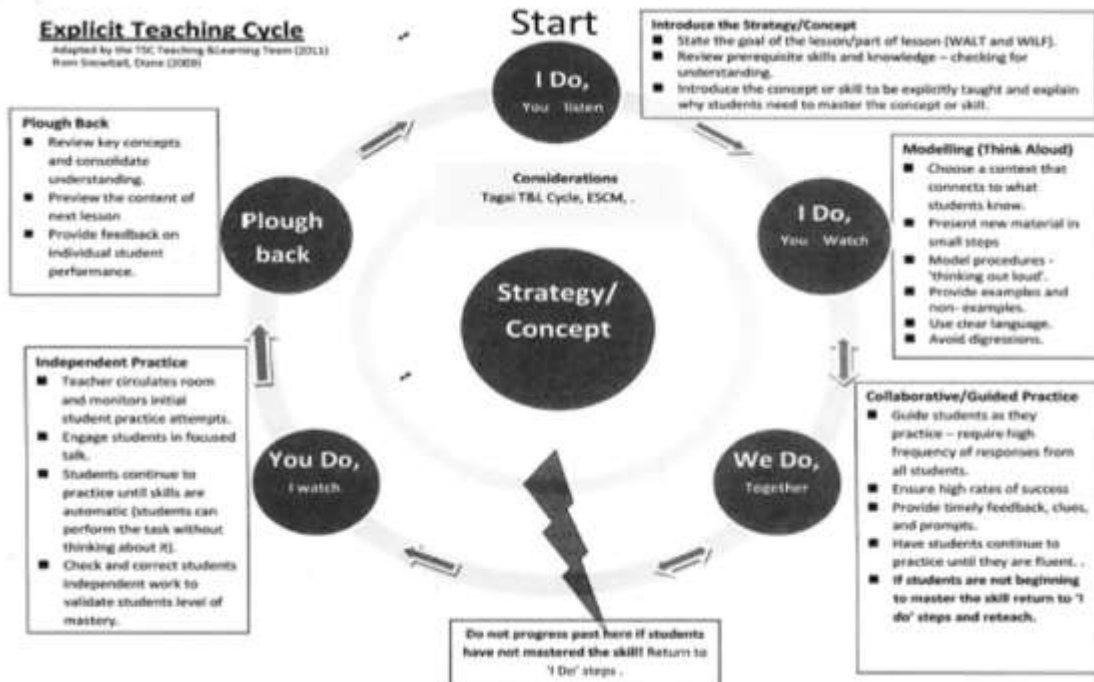 Explicit Teaching Cycle
Adapted by the TSC Teaching &Learning Team (2011)
from Snowball, Diane (2009)
Start
I Do,
You listen
Introduce the Strategy/Concept
■ State the goal of the lesson/part of lesson (WALT and WILF).
■ Review prerequisite skills and knowledge – checking for
understanding.
■ Introduce the concept or skill to be explicitly taught and explain
why students need to master the concept or skill.
Plough Back
■ Review key concepts
and consolidate
understanding.
■ Preview the content of
next lesson
■ Provide feedback on
individual student
performance.
Plough
back
Considerations
Tagai T&L Cycle, ESCM, .
I Do,
You Watch
Modelling (Think Aloud)
■ Choose a context that
connects to what
students know.
■ Present new material in
small steps
■ Model procedures -
'thinking out loud'.
■ Provide examples and
non- examples.
■ Use clear language.
■ Avoid digressions.
Strategy/
Concept
Independent Practice
■ Teacher circulates room
and monitors initial
student practice attempts.
■ Engage students in focused
talk.
■ Students continue to
practice until skills are
automatic (students can
perform the task without
thinking about it).
■ Check and correct students
independent work to
validate students level of
mastery.
You Do,
I watch
We Do,
Together
Collaborative/Guided Practice
■ Guide students as they
practice – require high
frequency of responses from
all students.
■ Ensure high rates of success
■ Provide timely feedback, clues,
and prompts.
■ Have students continue to
practice until they are fluent. .
■ If students are not beginning
to master the skill return to 'I
do' steps and reteach.
Do not progress past here if students
have not mastered the skill! Return to
'I Do' steps .